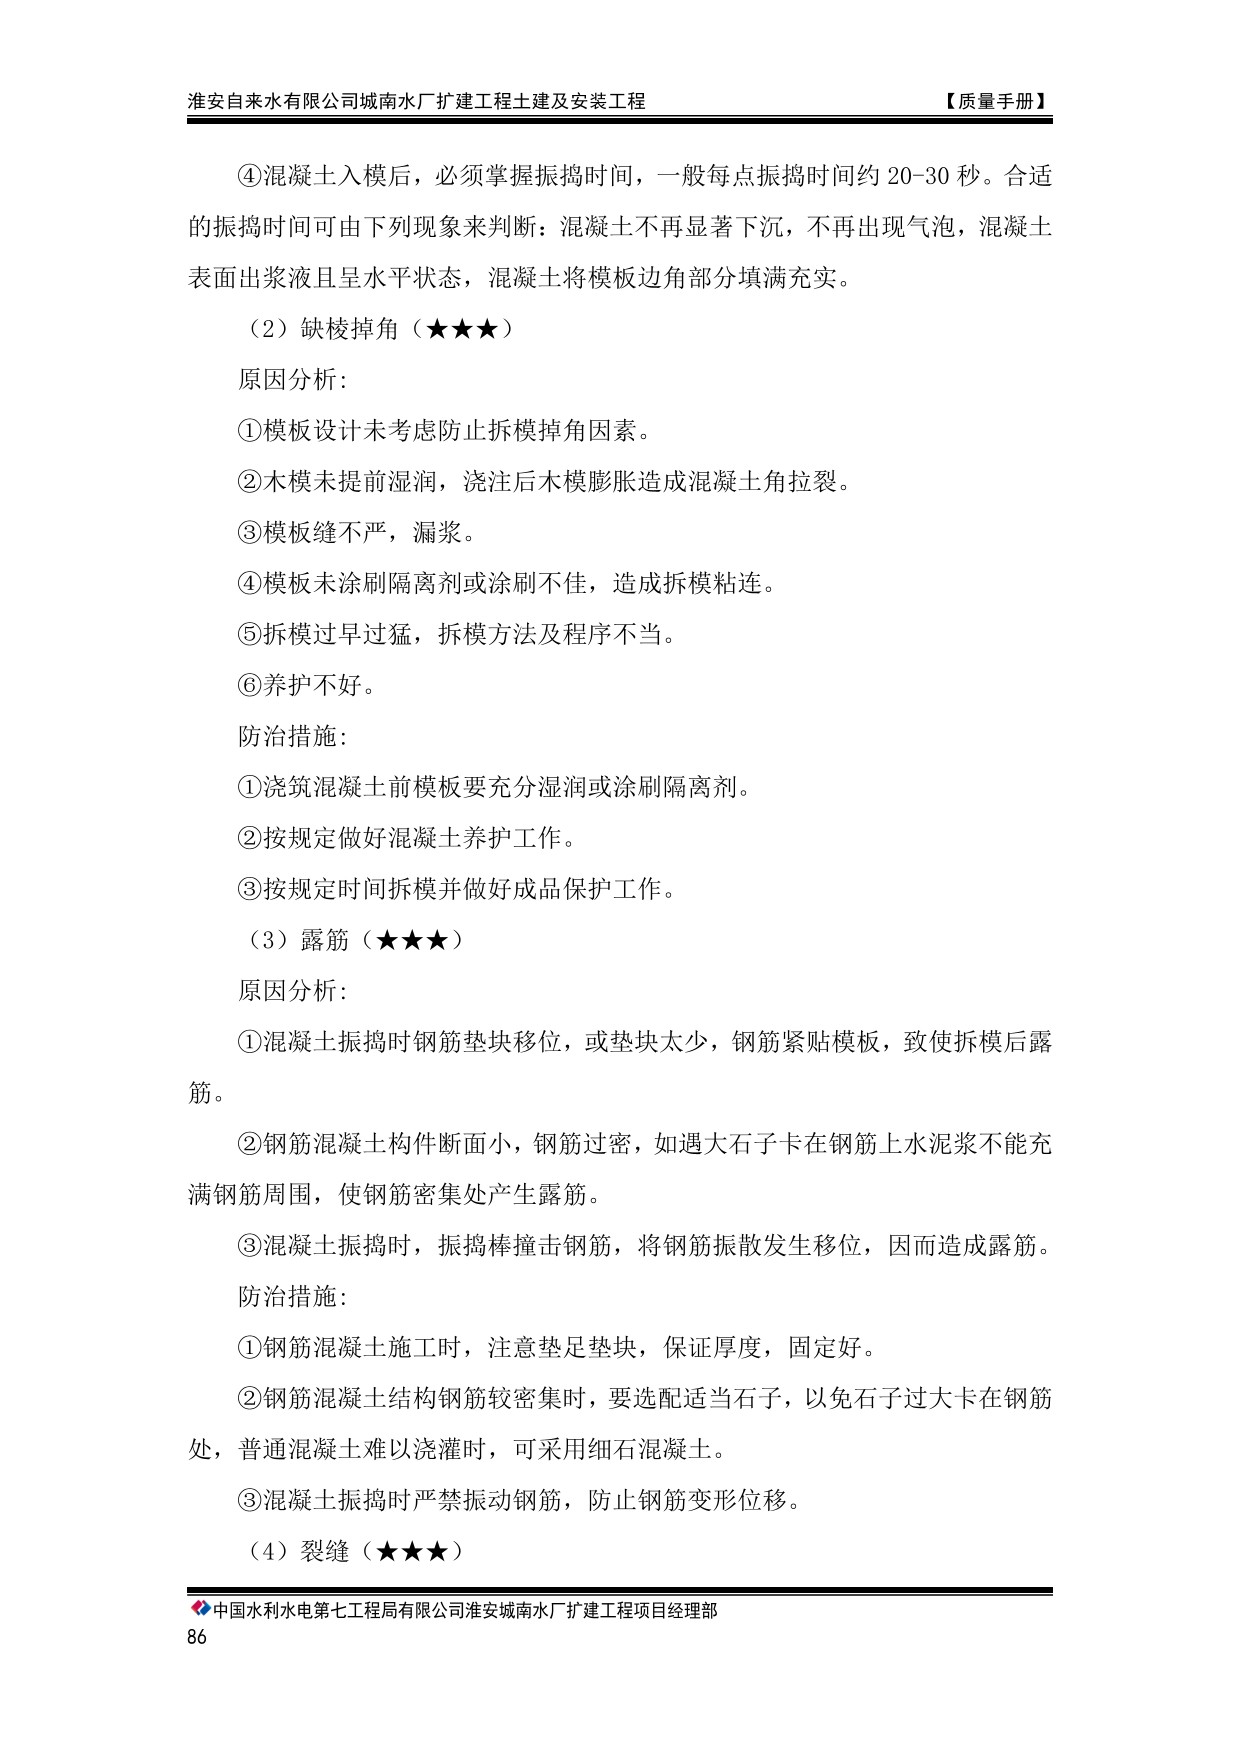 淮安自来水有限公司城南水厂扩建工程土建及安装工程 【质量手册】
④混凝土入模后，必须掌握振捣时间，一般每点振捣时间约 20-30 秒。合适
的振捣时间可由下列现象来判断：混凝土不再显著下沉，不再出现气泡，混凝土
表面出浆液且呈水平状态，混凝土将模板边角部分填满充实。
（2）缺棱掉角（★★★）
原因分析：
①模板设计未考虑防止拆模掉角因素。
②木模未提前湿润，浇注后木模膨胀造成混凝土角拉裂。
③模板缝不严，漏浆。
④模板未涂刷隔离剂或涂刷不佳，造成拆模粘连。
⑤拆模过早过猛，拆模方法及程序不当。
⑥养护不好。
防治措施：
①浇筑混凝土前模板要充分湿润或涂刷隔离剂。
②按规定做好混凝土养护工作。
③按规定时间拆模并做好成品保护工作。
（3）露筋（★★★）
原因分析：
①混凝土振捣时钢筋垫块移位，或垫块太少，钢筋紧贴模板，致使拆模后露
筋。
②钢筋混凝土构件断面小，钢筋过密，如遇大石子卡在钢筋上水泥浆不能充
满钢筋周围，使钢筋密集处产生露筋。
③混凝土振捣时，振捣棒撞击钢筋，将钢筋振散发生移位，因而造成露筋。
防治措施：
①钢筋混凝土施工时，注意垫足垫块，保证厚度，固定好。
②钢筋混凝土结构钢筋较密集时，要选配适当石子，以免石子过大卡在钢筋
处，普通混凝土难以浇灌时，可采用细石混凝土。
③混凝土振捣时严禁振动钢筋，防止钢筋变形位移。
（4）裂缝（★★★）
中国水利水电第七工程局有限公司淮安城南水厂扩建工程项目经理部
86